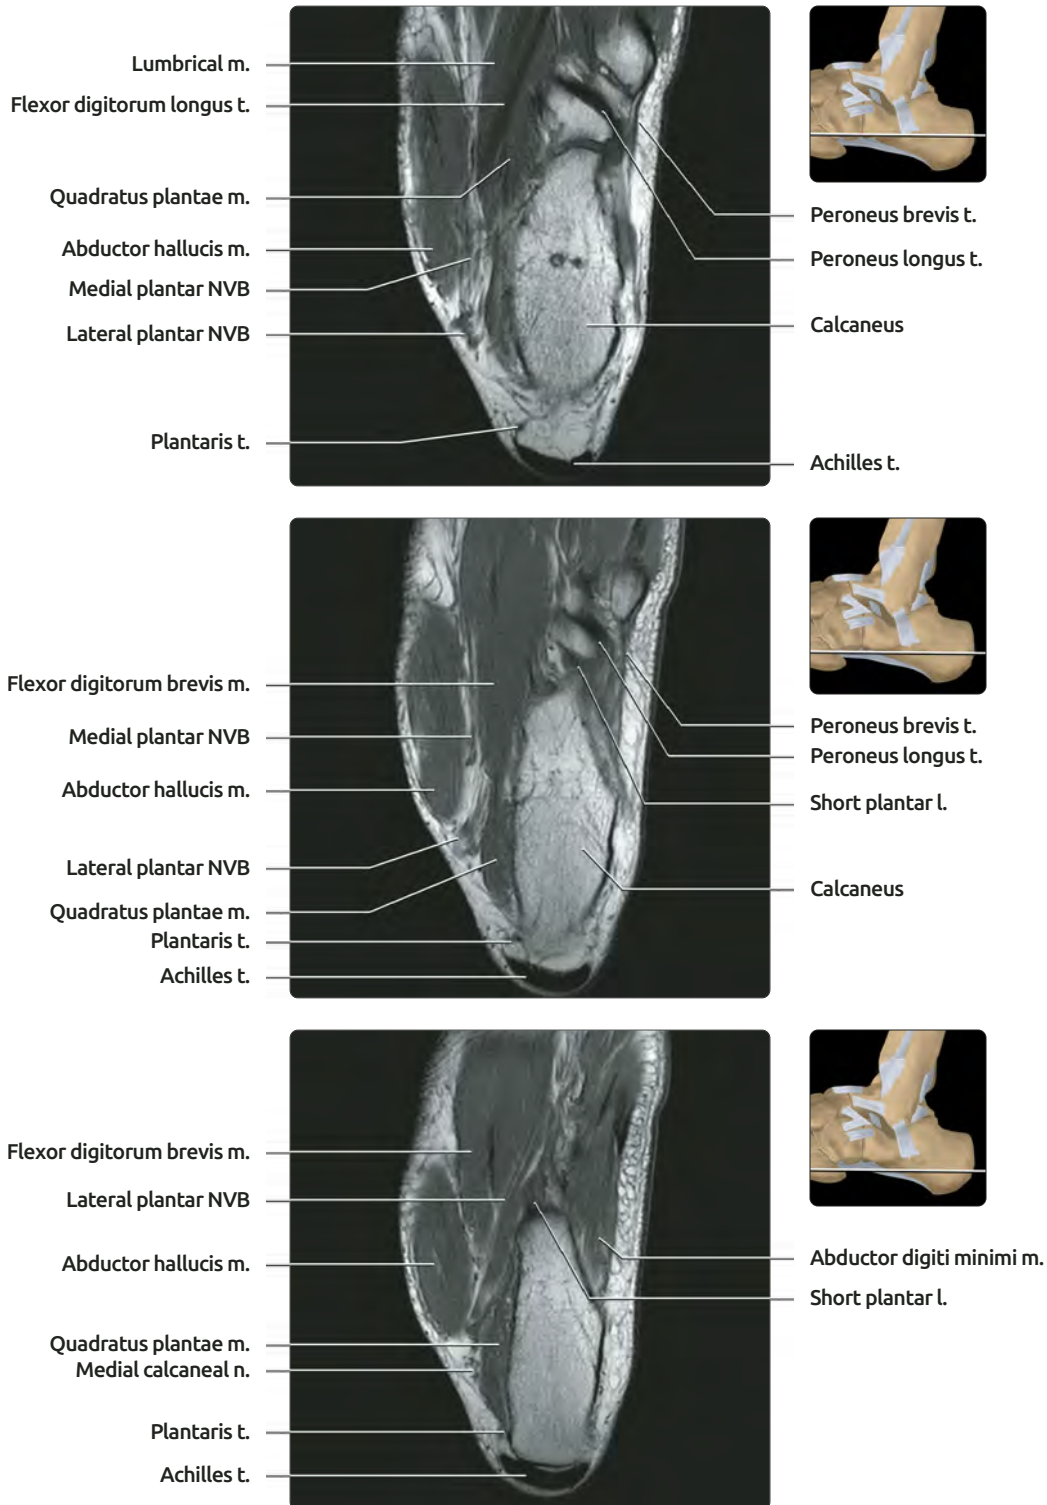 Lumbrical m.
Flexor digitorum longus t.
Quadratus plantae m.
Abductor hallucis m.
Medial plantar NVB
Lateral plantar NVB
Plantaris t.
Peroneus brevis t.
Peroneus longus t.
Calcaneus
Achilles t.
Flexor digitorum brevis m.
Medial plantar NVB
Abductor hallucis m.
Lateral plantar NVB
Quadratus plantae m.
Plantaris t.
Achilles t.
Peroneus brevis t.
Peroneus longus t.
Short plantar l.
Calcaneus
Flexor digitorum brevis m.
Lateral plantar NVB
Abductor hallucis m.
Quadratus plantae m.
Medial calcaneal n.
Plantaris t.
Achilles t.
Abductor digiti minimi m.
Short plantar l.